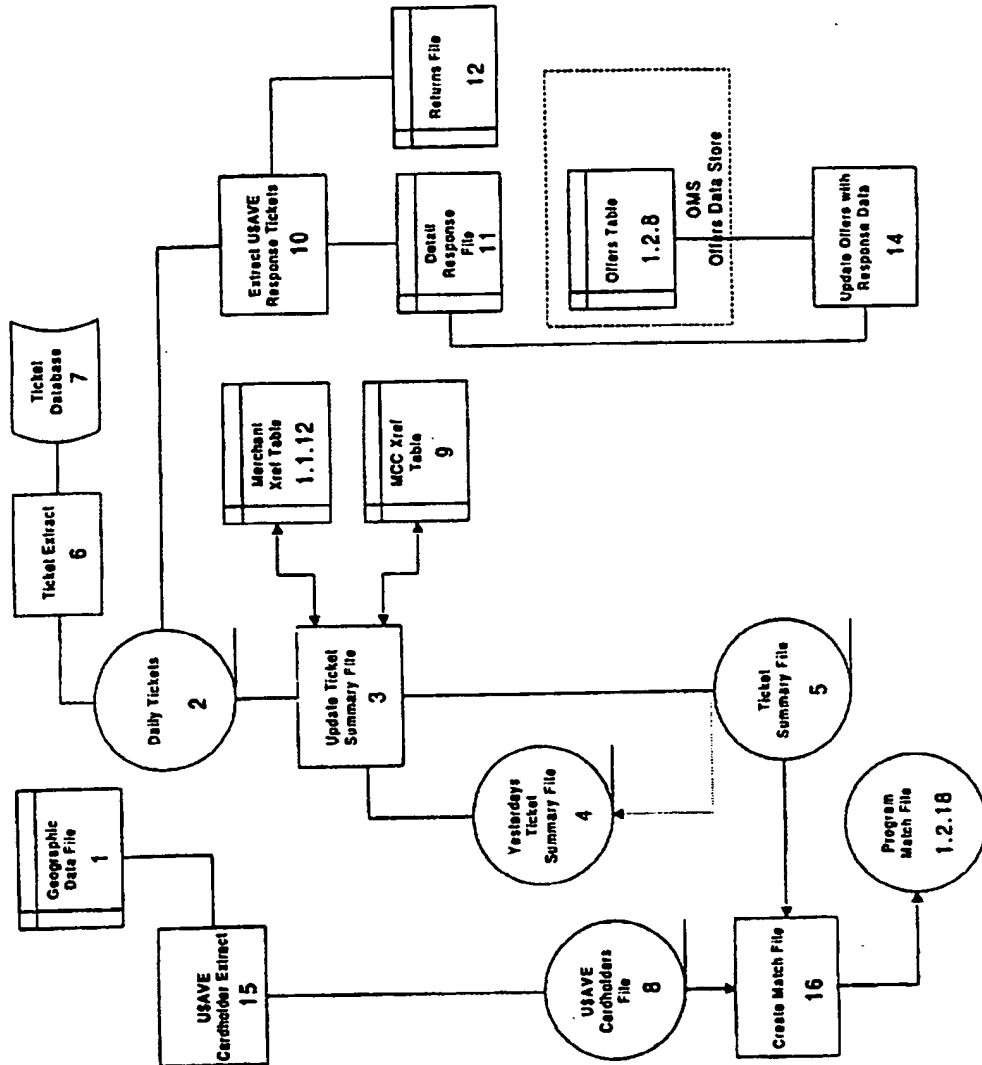 Geographic
Data File
1
USAVE
Cardholder Extract
15
USAVE
Cardholders
File
8
Create Match File
16
Program
Match File
1.2.18
Ticket
Database
7
Ticket Extract
6
Daily Tickets
2
Update Ticket
Summary File
3
Yesterdays
Ticket
Summary File
4
Ticket
Summary File
5
Merchant
Xref Table
1.1.12
MCC Xref
Table
9
Extract USAVE
Response Tickets
10
Returns File
12
Detail
Response
File
11
Offers Table
1.2.8
OMS
Offers Data Store
Update Offers with
Response Data
14